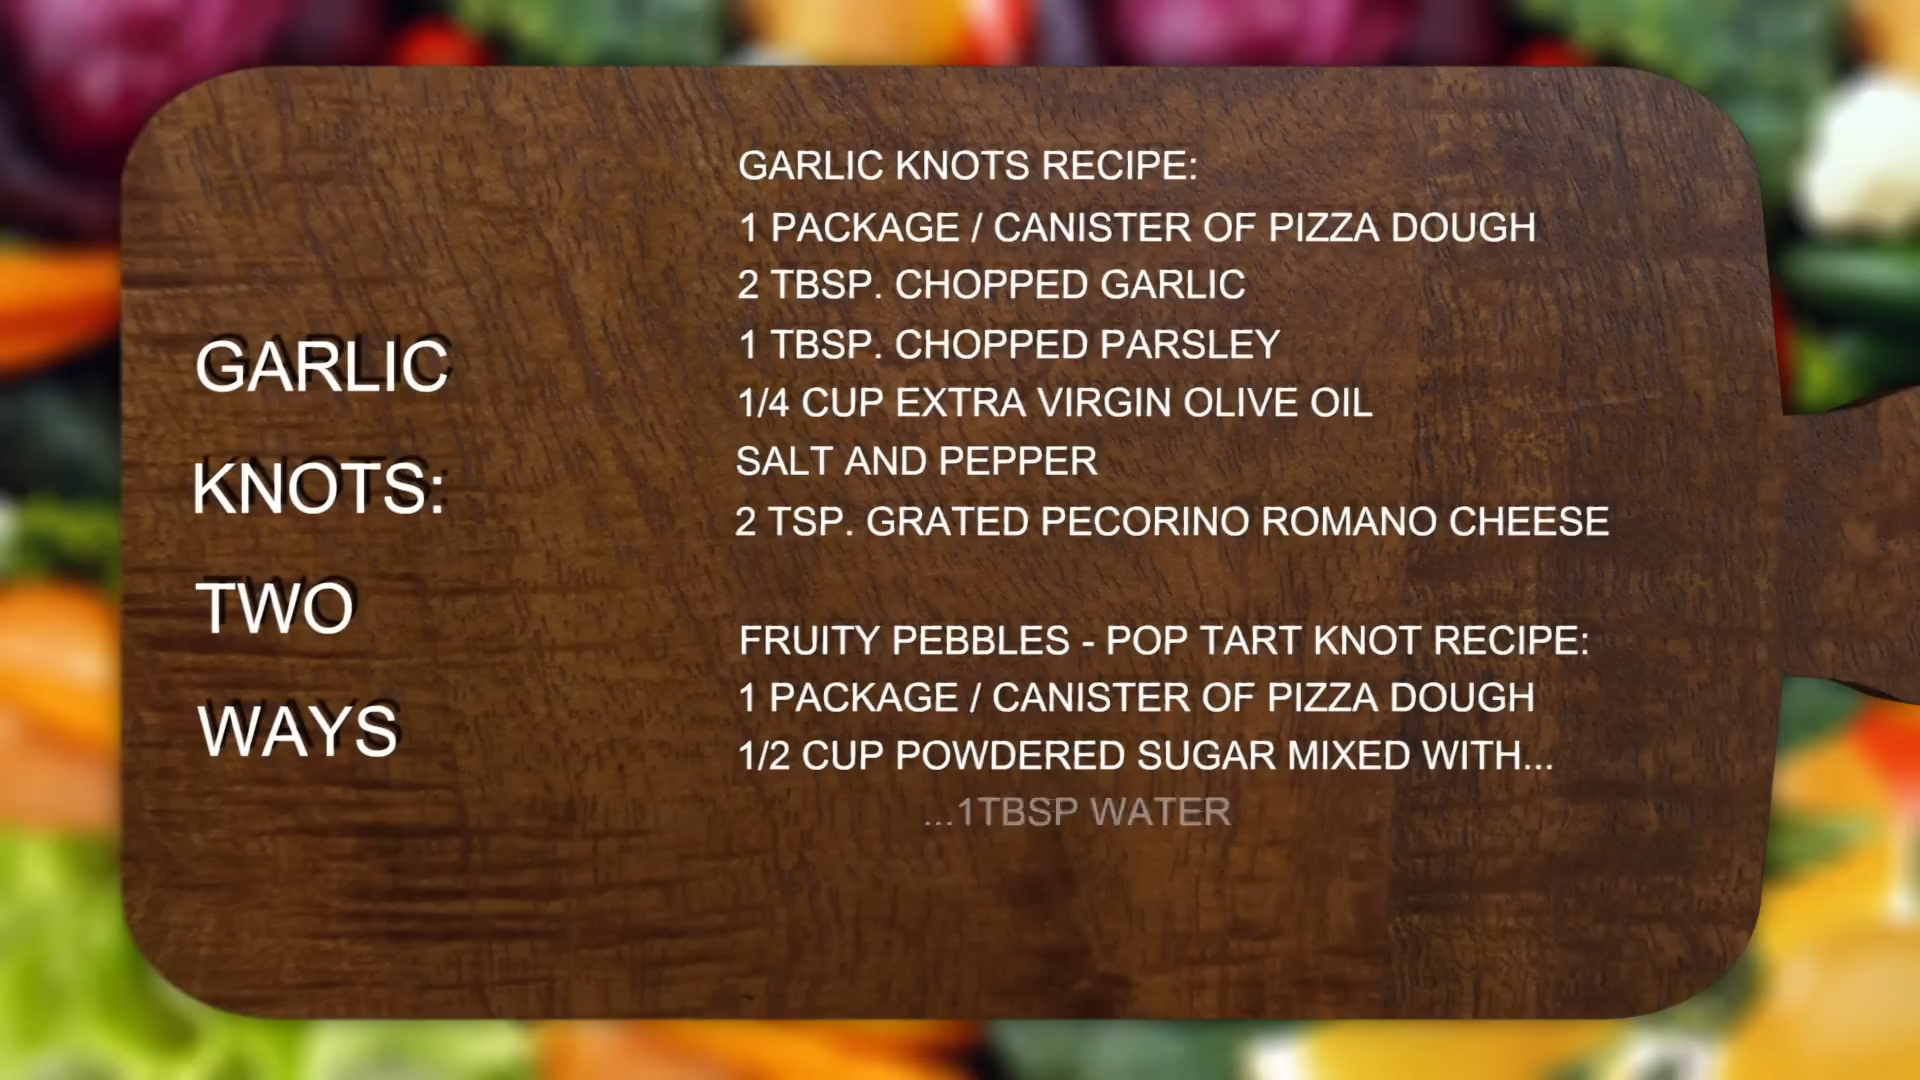 GARLIC
KNOTS:
TWO
WAYS
GARLIC KNOTS RECIPE:
1 PACKAGE / CANISTER OF PIZZA DOUGH
2 TBSP. CHOPPED GARLIC
1 TBSP. CHOPPED PARSLEY
1/4 CUP EXTRA VIRGIN OLIVE OIL
SALT AND PEPPER
2 TSP. GRATED PECORINO ROMANO CHEESE
FRUITY PEBBLES - POP TART KNOT RECIPE:
1 PACKAGE / CANISTER OF PIZZA DOUGH
1/2 CUP POWDERED SUGAR MIXED WITH...
...1TBSP WATER